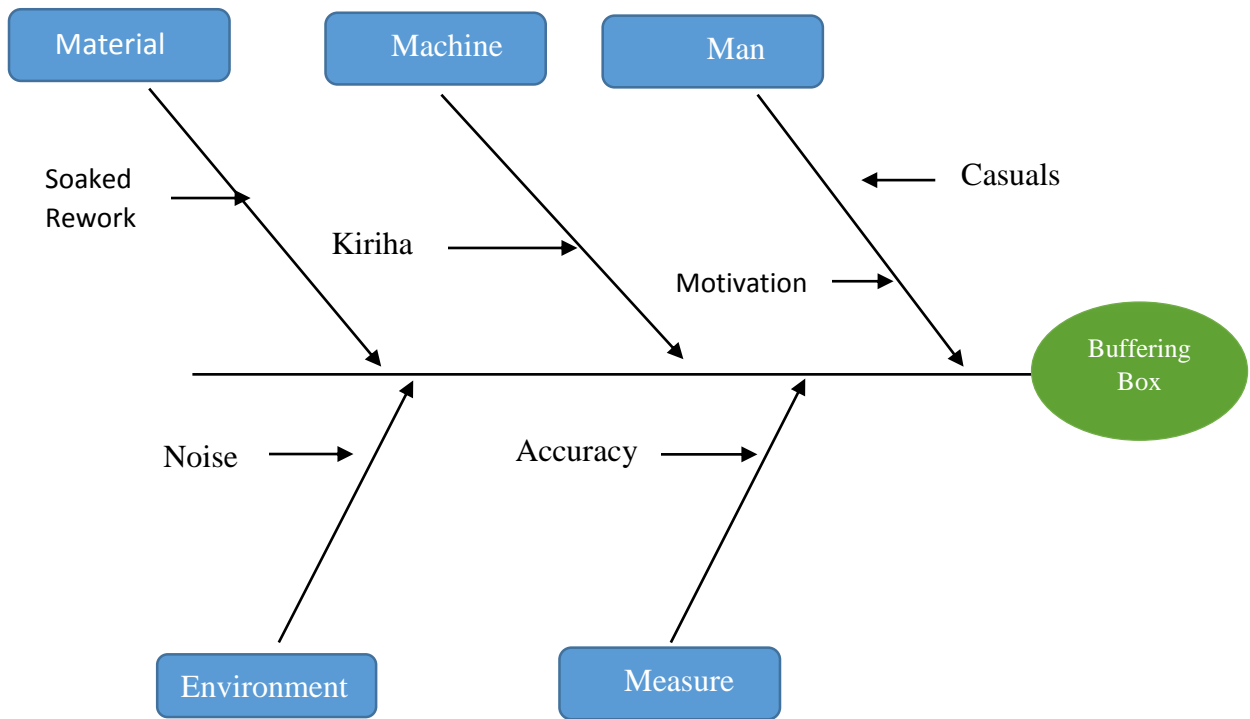 Material
Machine
Man
Soaked
Rework
Kiriha
Casuals
Motivation
Buffering
Box
Noise
Accuracy
Environment
Measure